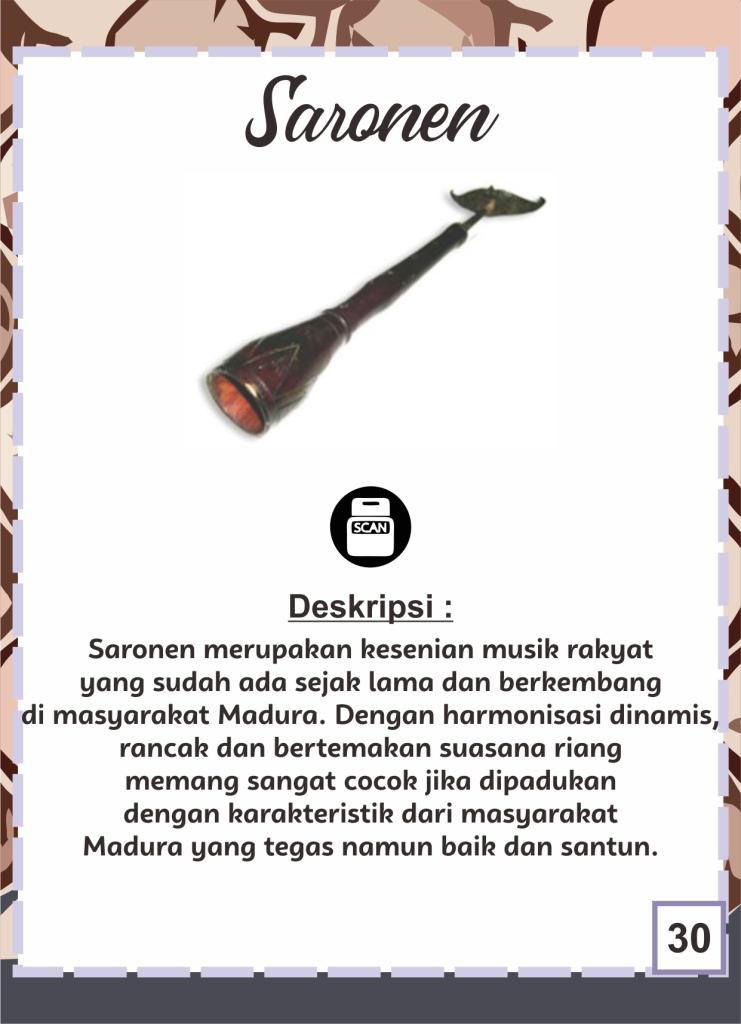 Saronen
SCAN
Deskripsi :
Saronen merupakan kesenian musik rakyat
yang sudah ada sejak lama dan berkembang
di masyarakat Madura. Dengan harmonisasi dinamis,
rancak dan bertemakan suasana riang
memang sangat cocok jika dipadukan
dengan karakteristik dari masyarakat
Madura yang tegas namun baik dan santun.
30